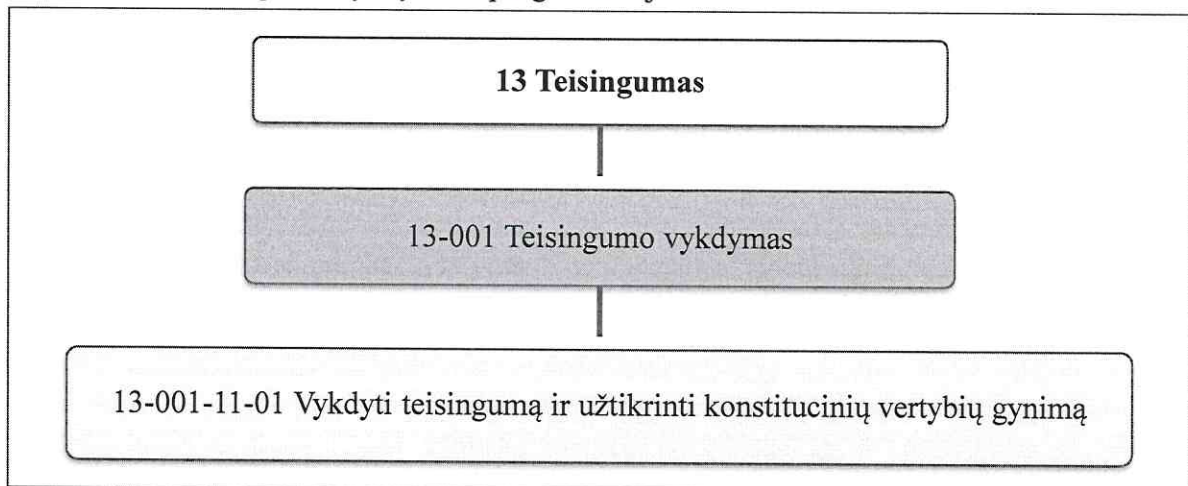 13 Teisingumas
13-001 Teisingumo vykdymas
13-001-11-01 Vykdyti teisingumą ir užtikrinti konstitucinių vertybių gynimą